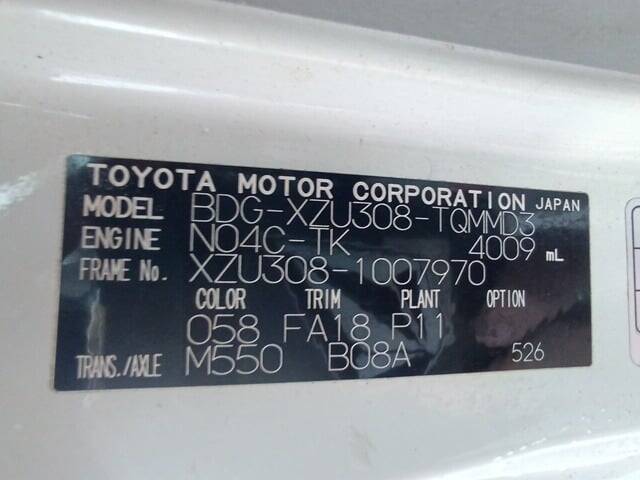 TOYOTA MOTOR CORPORATION JAPAN
MODEL BDG-XZU308-TQMMD3
ENGINE N04C-TK 4009 mL
FRAME No. XZU308-1007970
COLOR TRIM PLANT OPTION
058 FA18 P11
TRANS./AXLE M550 B08A 526